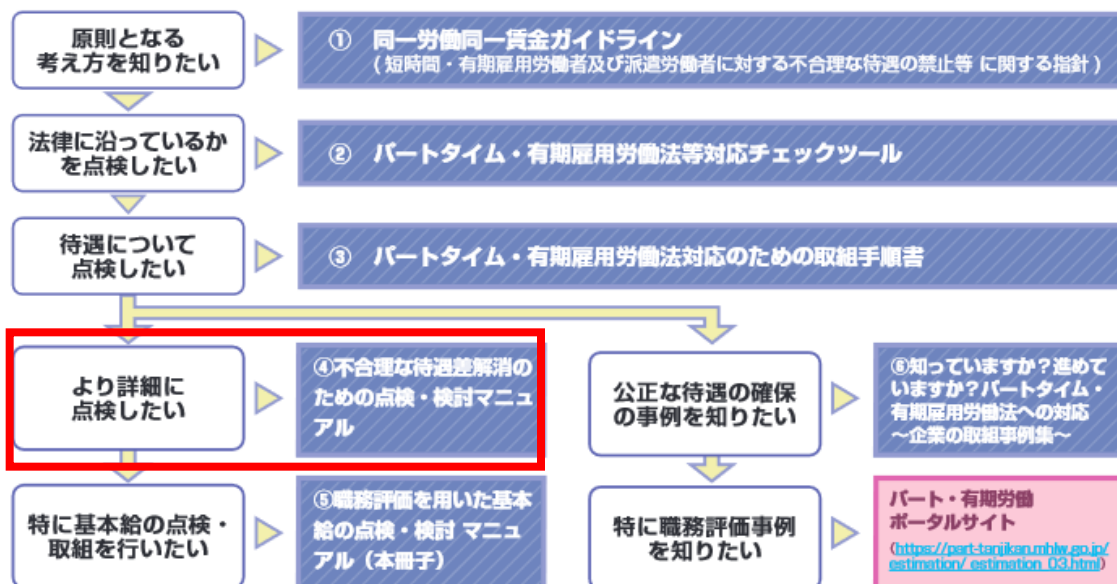 原則となる
考え方を知りたい
① 同一労働同一賃金ガイドライン
(短時間・有期雇用労働者及び派遣労働者に対する不合理な待遇の禁止等 に関する指針)
法律に沿っているか
を点検したい
② パートタイム・有期雇用労働法等対応チェックツール
待遇について
点検したい
③ パートタイム・有期雇用労働法対応のための取組手順書
より詳細に
点検したい
④不合理な待遇差解消の
ための点検・検討マニュ
アル
公正な待遇の確保
の事例を知りたい
⑥知っていますか？進めて
いますか？パートタイム・
有期雇用労働法への対応
～企業の取組事例集～
特に基本給の点検・
取組を行いたい
⑤職務評価を用いた基本
給の点検・検討 マニュ
アル（本冊子）
特に職務評価事例
を知りたい
パート・有期労働
ポータルサイト
(https://part-tanjikan.mhlw.go.jp/
estimation/ estimation_03.html)